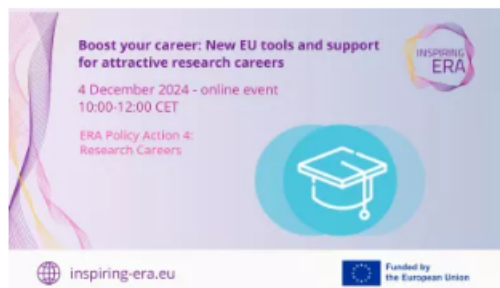 Boost your career: New EU tools and support
for attractive research careers
INSPIRING
ERA
4 December 2024 - online event
10:00-12:00 CET
ERA Policy Action 4:
Research Careers
inspiring-era.eu
Funded by
the European Union